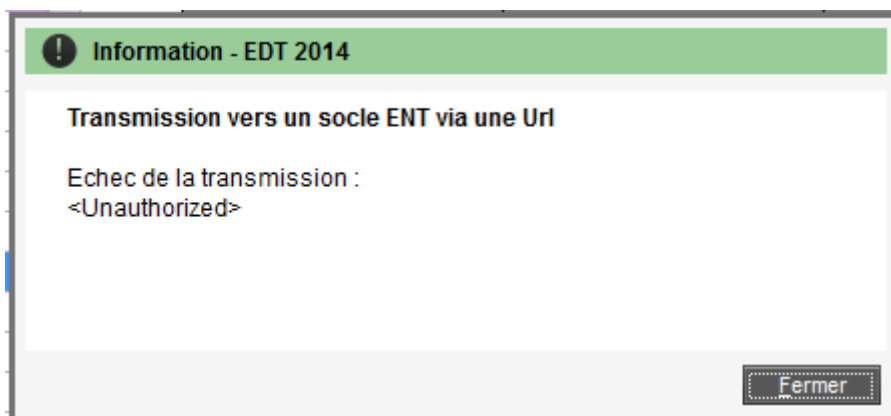 Information - EDT 2014
Transmission vers un socle ENT via une Url
Echec de la transmission :
<Unauthorized>
Fermer